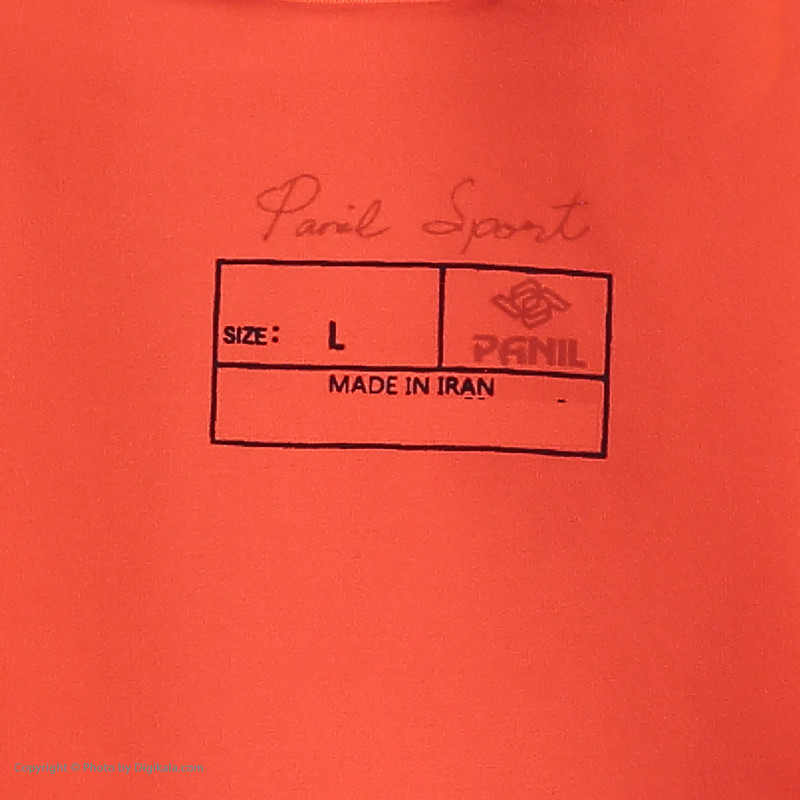 Panil Sport
SIZE: L
PANIL
MADE IN IRAN
Copyright © Photo by Digikala.com